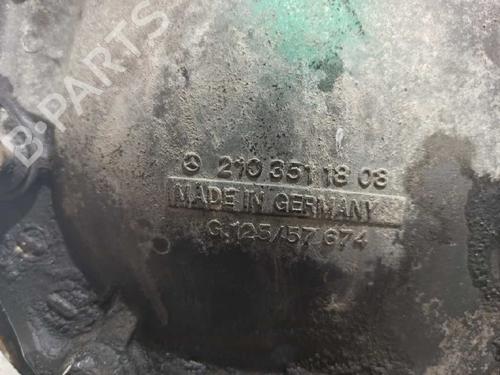 B-PARTS
210 351 18 08
MADE IN GERMANY
G.125/57 674